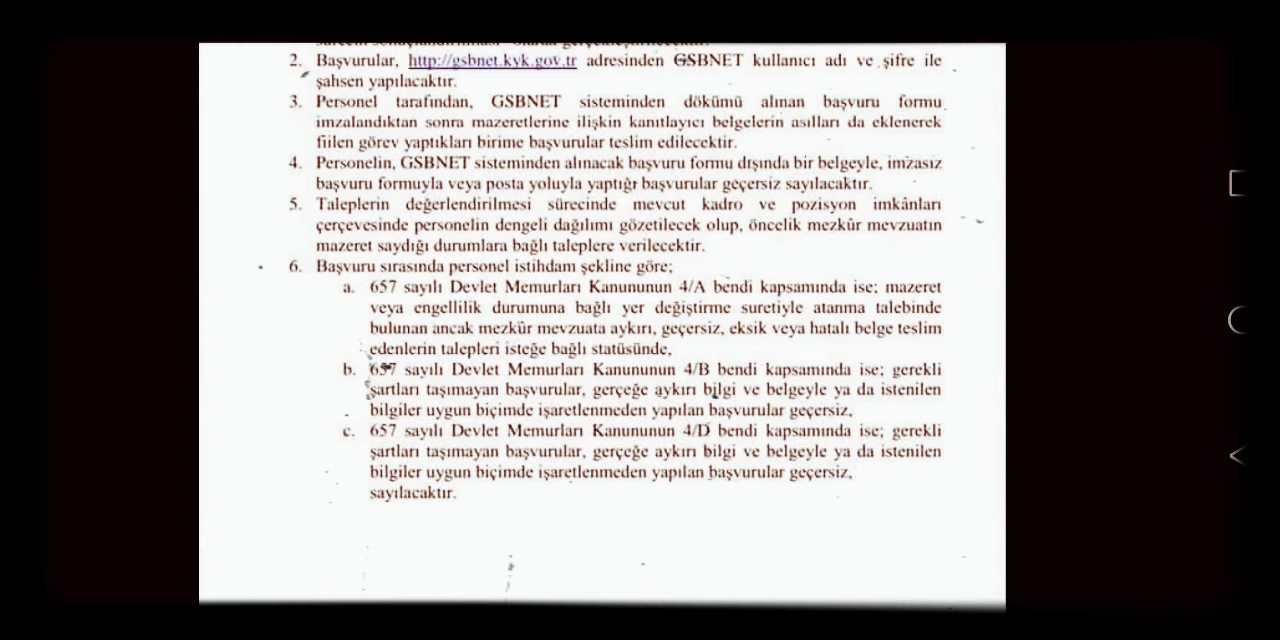 2. Başvurular, http://gsbnet.kyk.gov.tr adresinden GSBNET kullanıcı adı ve şifre ile
şahsen yapılacaktır.
3. Personel tarafından, GSBNET sisteminden dökümü alınan başvuru formu
imzalandıktan sonra mazeretlerine ilişkin kanıtlayıcı belgelerin asılları da eklenerek
fiilen görev yaptıkları birime başvurular teslim edilecektir.
4. Personelin, GSBNET sisteminden alınacak başvuru formu dışında bir belgeyle, imzasız
başvuru formuyla veya posta yoluyla yaptığı başvurular geçersiz sayılacaktır.
5. Taleplerin değerlendirilmesi sürecinde mevcut kadro ve pozisyon imkânları
çerçevesinde personelin dengeli dağılımı gözetilecek olup, öncelik mezkûr mevzuatın
mazeret saydığı durumlara bağlı taleplere verilecektir.
6. Başvuru sırasında personel istihdam şekline göre;
a. 657 sayılı Devlet Memurları Kanununun 4/A bendi kapsamında ise; mazeret
veya engellilik durumuna bağlı yer değiştirme suretiyle atanma talebinde
bulunan ancak mezkûr mevzuata aykırı, geçersiz, eksik veya hatalı belge teslim
edenlerin talepleri isteğe bağlı statüsünde,
b. 657 sayılı Devlet Memurları Kanununun 4/B bendi kapsamında ise; gerekli
şartları taşımayan başvurular, gerçeğe aykırı bilgi ve belgeyle ya da istenilen
bilgiler uygun biçimde işaretlenmeden yapılan başvurular geçersiz,
c. 657 sayılı Devlet Memurları Kanununun 4/D bendi kapsamında ise; gerekli
şartları taşımayan başvurular, gerçeğe aykırı bilgi ve belgeyle ya da istenilen
bilgiler uygun biçimde işaretlenmeden yapılan başvurular geçersiz,
sayılacaktır.